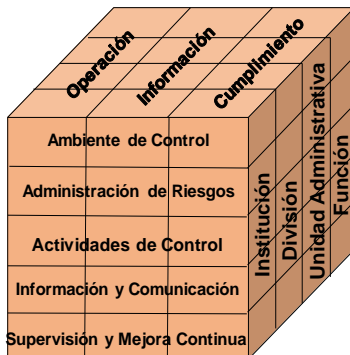 Operación
Información
Cumplimiento
Ambiente de Control
Administración de Riesgos
Actividades de Control
Información y Comunicación
Supervisión y Mejora Continua
Institución
División
Unidad Administrativa
Función